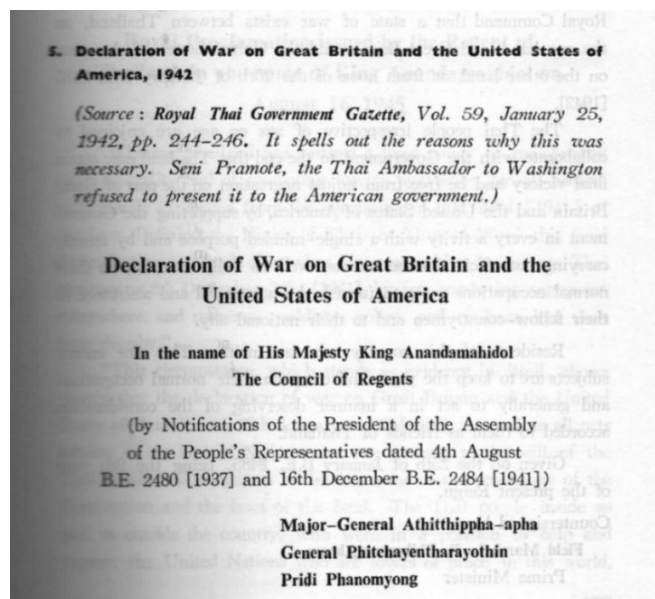 5. Declaration of War on Great Britain and the United States of
America, 1942
(Source : Royal Thai Government Gazette, Vol. 59, January 25,
1942, pp. 244–246. It spells out the reasons why this was
necessary. Seni Pramote, the Thai Ambassador to Washington
refused to present it to the American government.)
Declaration of War on Great Britain and the
United States of America
In the name of His Majesty King Anandamahidol
The Council of Regents
(by Notifications of the President of the Assembly
of the People's Representatives dated 4th August
B.E. 2480 [1937] and 16th December B.E. 2484 [1941])
Major–General Athitthippha–apha
General Phitchayentharayothin
Pridi Phanomyong